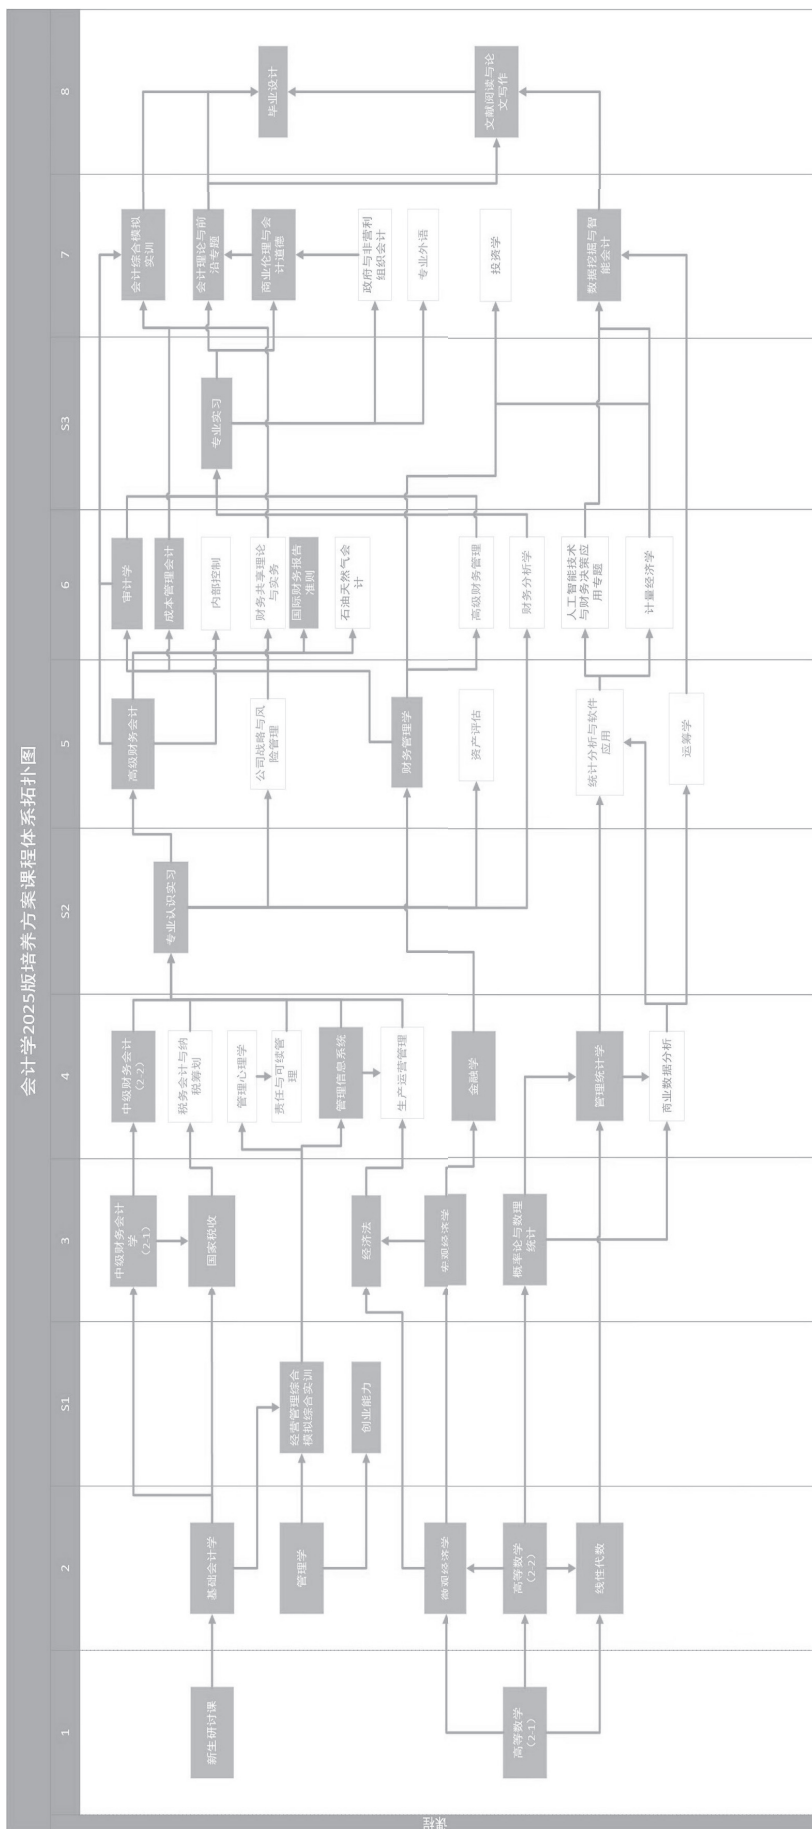 会计学2025版培养方案课程体系拓扑图
1
2
S1
3
4
S2
5
6
S3
7
8
新生研讨课
高等数学
(2-1)
基础会计学
管理学
微观经济学
高等数学
(2-2)
线性代数
经营管理综合
模拟综合实训
创业能力
中级财务会计
学
(2-1)
国家税收
经济法
宏观经济学
概率论与数理
统计
中级财务会计
(2-2)
税务会计与纳
税筹划
管理心理学
责任与可续管
理
管理信息系统
生产运营管理
金融学
管理统计学
商业数据分析
专业认识实习
高级财务会计
公司战略与风
险管理
财务管理学
资产评估
统计分析与软件
应用
运筹学
审计学
成本管理会计
内部控制
财务共享理论
与实务
国际财务报告
准则
石油天然气会
计
高级财务管理
财务分析学
人工智能技术
与财务决策应
用专题
计量经济学
专业实习
会计综合模拟
实训
会计理论与前
沿专题
商业伦理与会
计道德
政府与非营利
组织会计
专业外语
投资学
数据挖掘与智
能会计
毕业设计
文献阅读与论
文写作